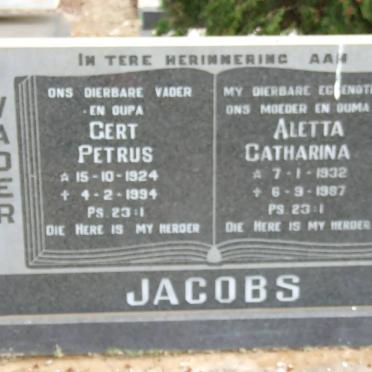 IN TERE HERINNERING AAN
VADER
ONS DIERBARE VADER
EN OUPA
GERT
PETRUS
☆ 15-10-1924
✝ 4-2-1994
PS. 23:1
DIE HERE IS MY HERDER
MY DIERBARE EGGENOTE
ONS MOEDER EN OUMA
ALETTA
CATHARINA
☆ 7-1-1932
✝ 6-9-1987
PS. 23:1
DIE HERE IS MY HERDER
JACOBS